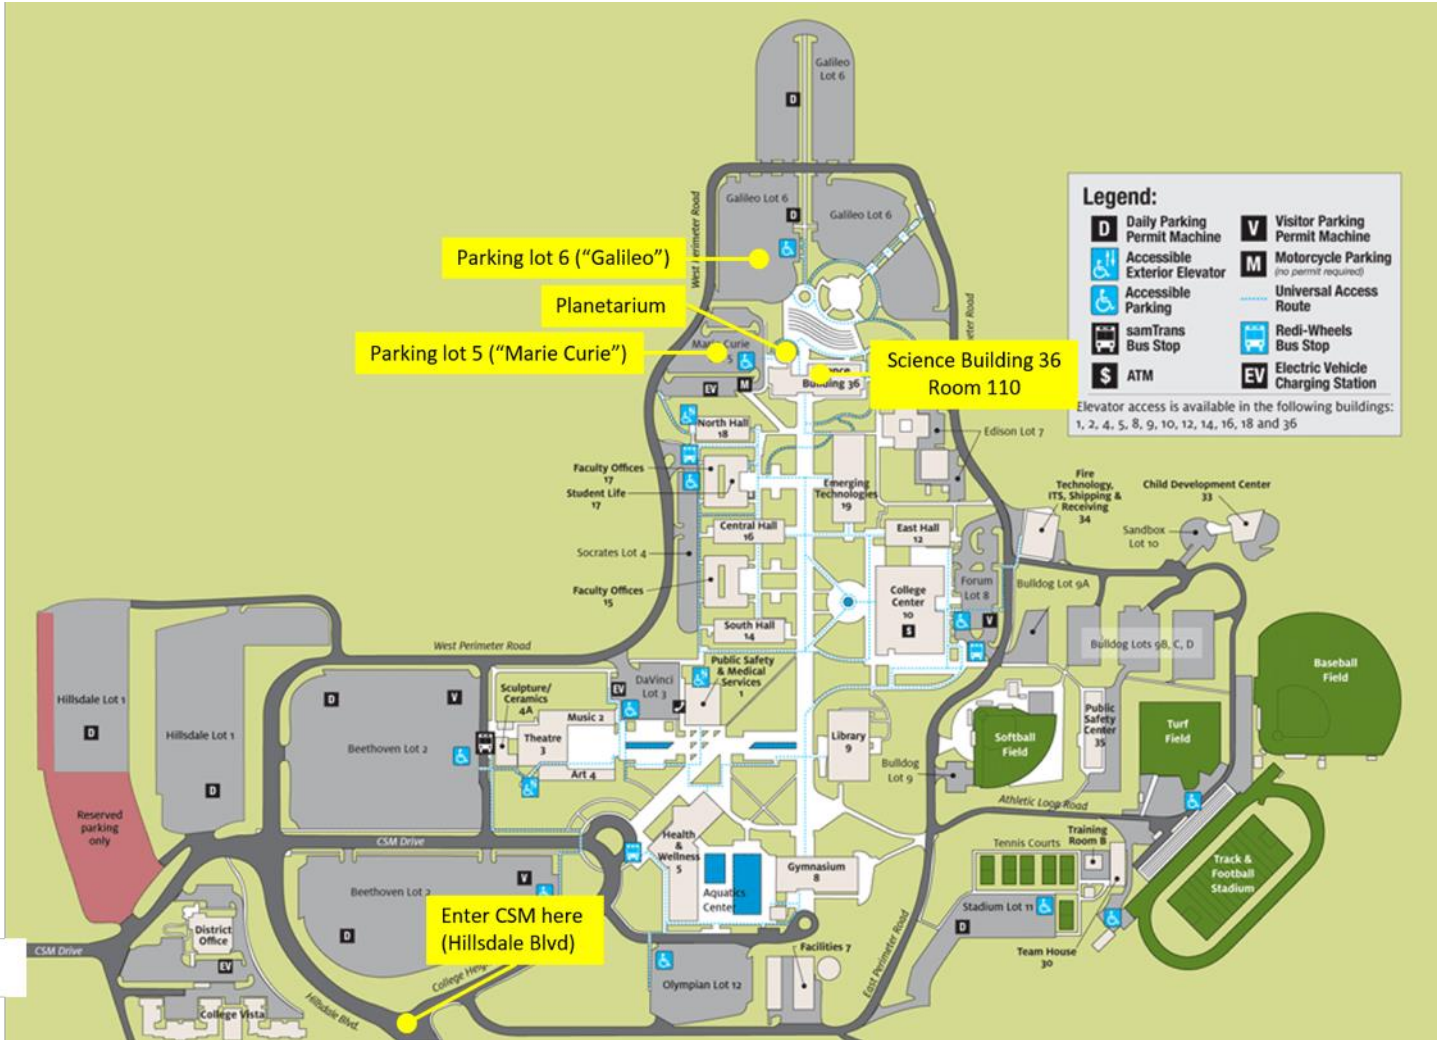 Galileo
Lot 6
D
West Perimeter Road
Galileo Lot 6
D
Galileo Lot 6
Parking lot 6 (“Galileo”)
Planetarium
Parking lot 5 (“Marie Curie”)
Marie Curie
5
EV
M
Building 36
Science Building 36
Room 110
Legend:
D
Daily Parking
Permit Machine
V
Visitor Parking
Permit Machine
Accessible
Exterior Elevator
M
Motorcycle Parking
(no permit required)
Accessible
Parking
Universal Access
Route
samTrans
Bus Stop
Redi-Wheels
Bus Stop
$
ATM
EV
Electric Vehicle
Charging Station
Elevator access is available in the following buildings:
1, 2, 4, 5, 8, 9, 10, 12, 14, 16, 18 and 36
North Hall
18
Edison Lot 7
Faculty Offices
17
Student Life
17
Emerging
Technologies
19
Fire
Technology,
ITS, Shipping &
Receiving
34
Child Development Center
33
Central Hall
16
East Hall
12
Sandbox
Lot 10
Socrates Lot 4
Faculty Offices
15
College
Center
10
$
Forum
Lot 8
V
Bulldog Lot 9A
South Hall
14
West Perimeter Road
Bulldog Lots 9B, C, D
Baseball
Field
Public Safety
& Medical
Services
1
DaVinci
Lot 3
EV
Sculpture/
Ceramics
4A
Music 2
Theatre
3
Art 4
Hillsdale Lot 1
D
Hillsdale Lot 1
D
D
V
Beethoven Lot 2
Library
9
Softball
Field
Public
Safety
Center
35
Turf
Field
Bulldog
Lot 9
Athletic Loop Road
Reserved
parking
only
CSM Drive
Health
&
Wellness
5
Gymnasium
8
Aquatics
Center
Tennis Courts
Training
Room B
Track &
Football
Stadium
Beethoven Lot 2
V
D
Enter CSM here
(Hillsdale Blvd)
Stadium Lot 11
D
Team House
30
District
Office
EV
CSM Drive
Facilities 7
East Perimeter Road
Olympian Lot 12
Hillsdale Blvd.
College Vista